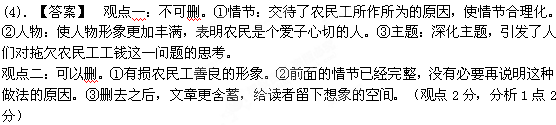 (4)．【答案】　观点一：不可删。①情节：交待了农民工所作所为的原因，使情节合理化。
②人物：使人物形象更加丰满，表明农民是个爱子心切的人。③主题：深化主题，引发了人
们对拖欠农民工工钱这一问题的思考。
观点二：可以删。①有损农民工善良的形象。②前面的情节已经完整，没有必要再说明这种
做法的原因。③删去之后，文章更含蓄，给读者留下想象的空间。（观点 2 分，分析 1 点 2
分）